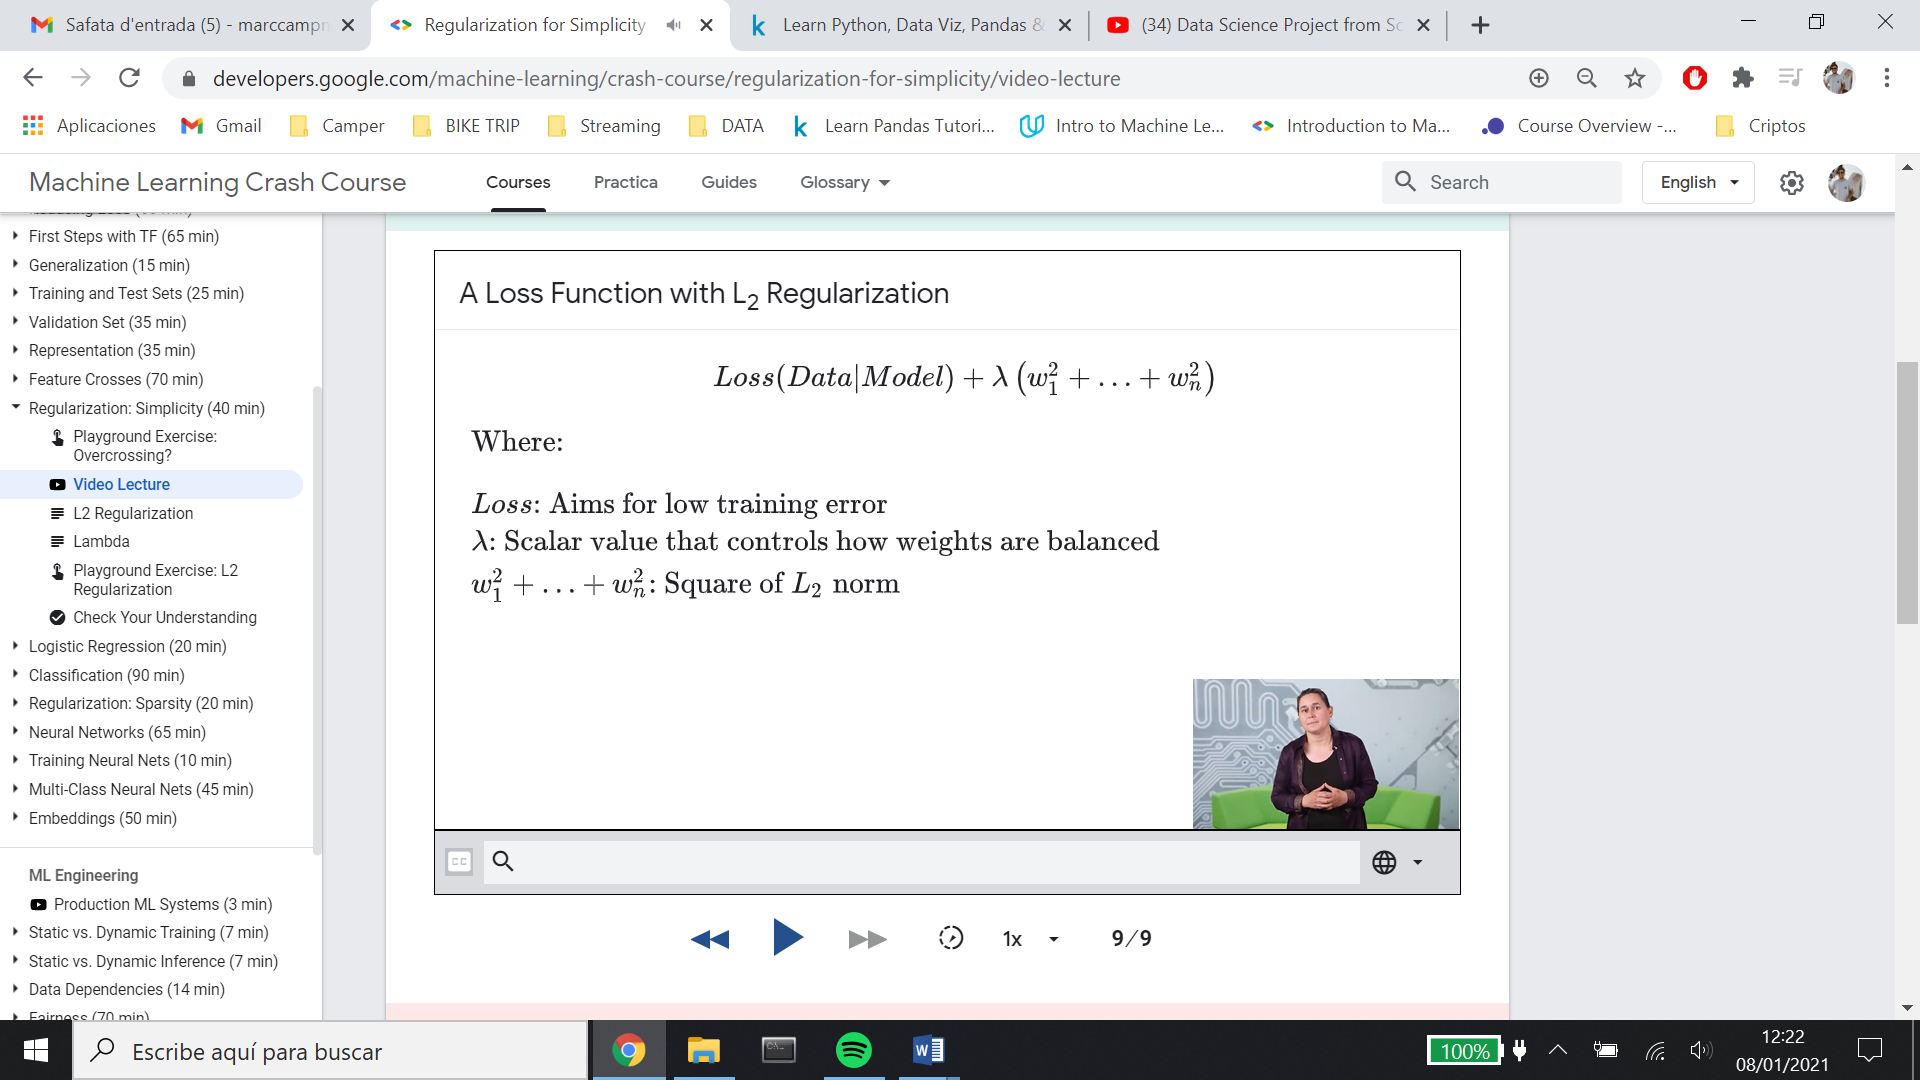 Safata d'entrada (5) - marccampr
Regularization for Simplicity
Learn Python, Data Viz, Pandas &
(34) Data Science Project from Sc
developers.google.com/machine-learning/crash-course/regularization-for-simplicity/video-lecture
Aplicaciones
Gmail
Camper
BIKE TRIP
Streaming
DATA
Learn Pandas Tutori...
Intro to Machine Le...
Introduction to Ma...
Course Overview -...
Criptos
Machine Learning Crash Course
Courses
Practica
Guides
Glossary
Search
English
First Steps with TF (65 min)
Generalization (15 min)
Training and Test Sets (25 min)
Validation Set (35 min)
Representation (35 min)
Feature Crosses (70 min)
Regularization: Simplicity (40 min)
Playground Exercise:
Overcrossing?
Video Lecture
L2 Regularization
Lambda
Playground Exercise: L2
Regularization
Check Your Understanding
Logistic Regression (20 min)
Classification (90 min)
Regularization: Sparsity (20 min)
Neural Networks (65 min)
Training Neural Nets (10 min)
Multi-Class Neural Nets (45 min)
Embeddings (50 min)
ML Engineering
Production ML Systems (3 min)
Static vs. Dynamic Training (7 min)
Static vs. Dynamic Inference (7 min)
Data Dependencies (14 min)
Fairness (70 min)
A Loss Function with L₂ Regularization
Loss(Data|Model) + λ (w₁² + . . . + wₙ²)
Where:
Loss: Aims for low training error
λ: Scalar value that controls how weights are balanced
w₁² + . . . + wₙ²: Square of L₂ norm
CC
1x
9/9
Escribe aquí para buscar
100%
12:22
08/01/2021